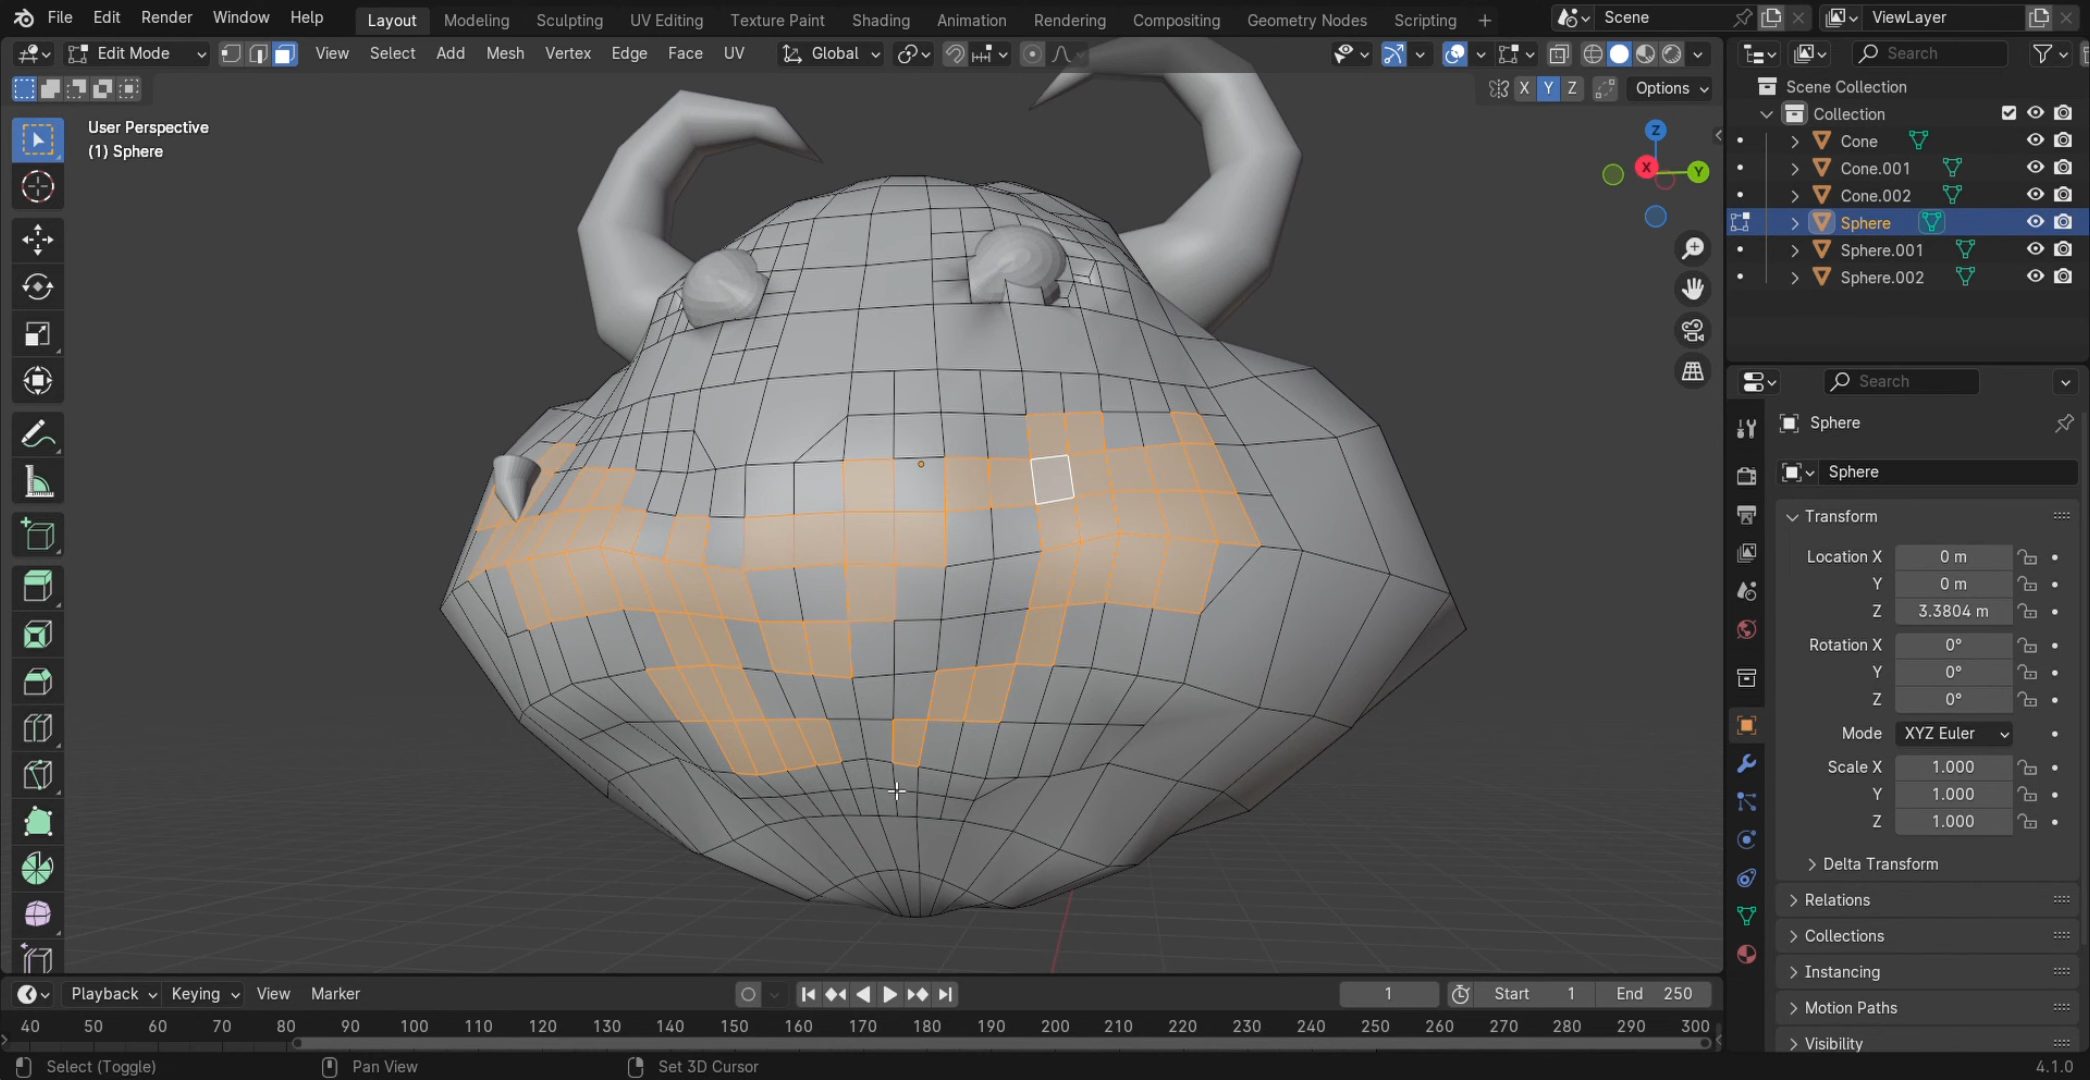 File Edit Render Window Help Layout Modeling Sculpting UV Editing Texture Paint Shading Animation Rendering Compositing Geometry Nodes Scripting + Scene ViewLayer
Edit Mode View Select Add Mesh Vertex Edge Face UV Global Search
X Y Z Options
User Perspective
(1) Sphere
Z
X
Y
Scene Collection
Collection
Cone
Cone.001
Cone.002
Sphere
Sphere.001
Sphere.002
Search
Sphere
Sphere
Transform
Location X 0 m
Y 0 m
Z 3.3804 m
Rotation X 0°
Y 0°
Z 0°
Mode XYZ Euler
Scale X 1.000
Y 1.000
Z 1.000
Delta Transform
Relations
Collections
Instancing
Motion Paths
Visibility
Playback Keying View Marker 1 Start 1 End 250
40 50 60 70 80 90 100 110 120 130 140 150 160 170 180 190 200 210 220 230 240 250 260 270 280 290 300
Select (Toggle) Pan View Set 3D Cursor 4.1.0